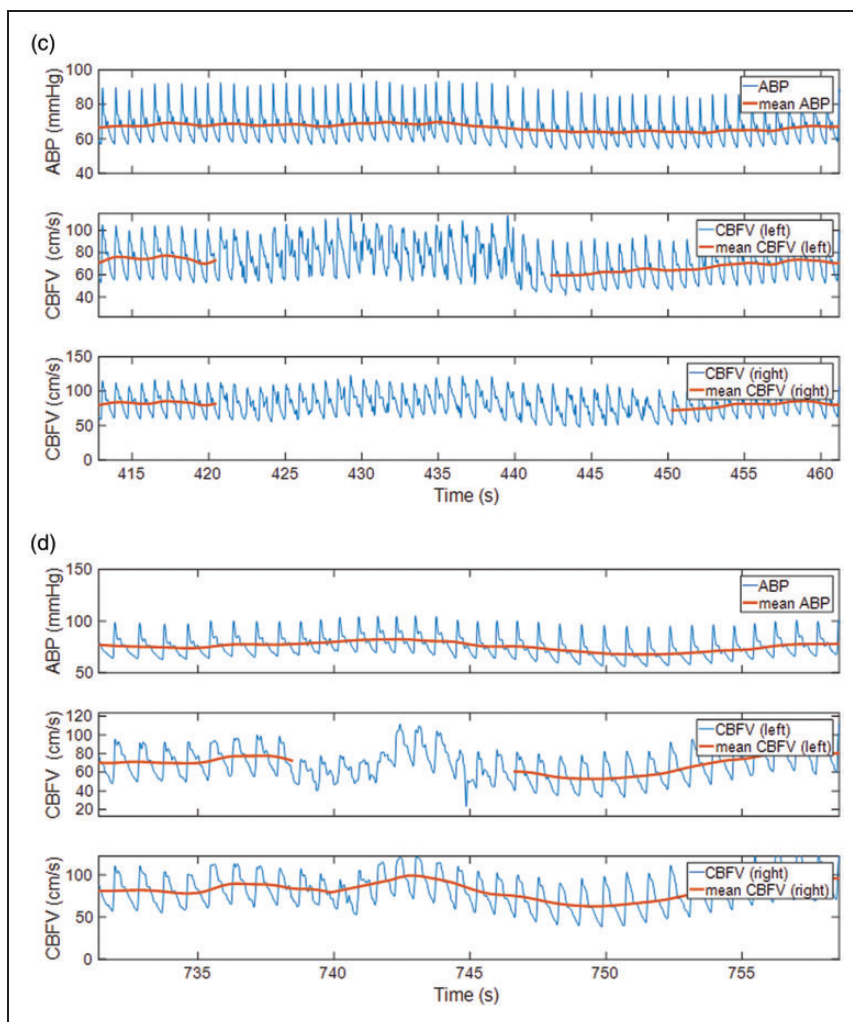 (c)
100
80
60
40
ABP (mmHg)
ABP
mean ABP
100
80
60
40
CBFV (cm/s)
CBFV (left)
mean CBFV (left)
150
100
50
0
CBFV (cm/s)
CBFV (right)
mean CBFV (right)
415 420 425 430 435 440 445 450 455 460
Time (s)
(d)
150
100
50
ABP (mmHg)
ABP
mean ABP
120
100
80
60
40
20
CBFV (cm/s)
CBFV (left)
mean CBFV (left)
100
50
0
CBFV (cm/s)
CBFV (right)
mean CBFV (right)
735 740 745 750 755
Time (s)